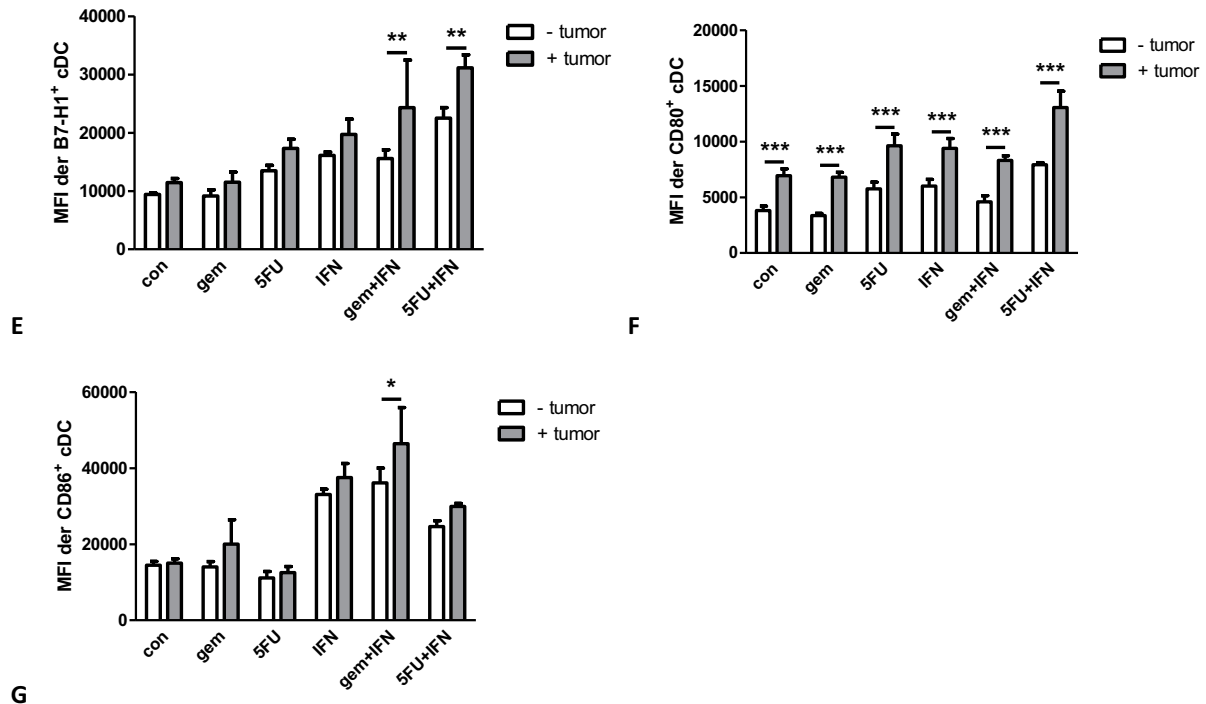 MFI der B7-H1+ cDC
40000
30000
20000
10000
0
** **
- tumor
+ tumor
con gem 5FU IFN gem+IFN 5FU+IFN
E
MFI der CD80+ cDC
20000
15000
10000
5000
0
*** *** *** *** *** ***
- tumor
+ tumor
con gem 5FU IFN gem+IFN 5FU+IFN
F
MFI der CD86+ cDC
60000
40000
20000
0
*
- tumor
+ tumor
con gem 5FU IFN gem+IFN 5FU+IFN
G